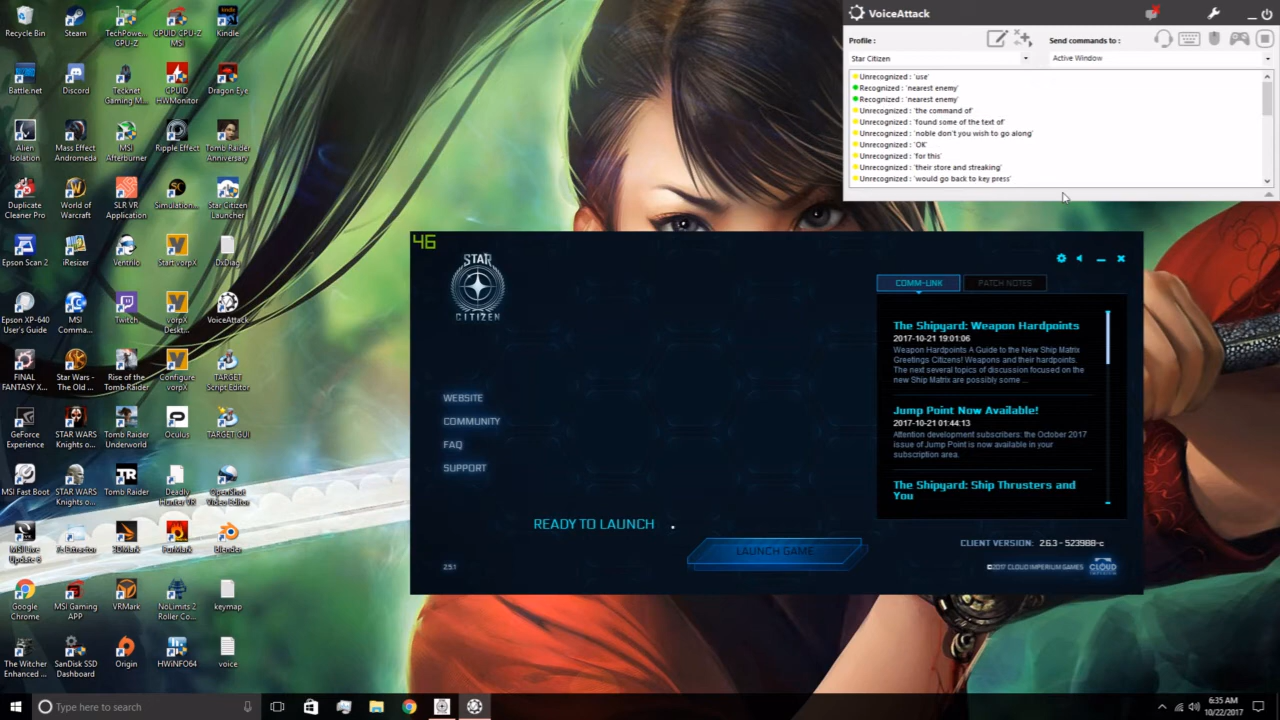 Recycle Bin
Steam
TechPowe...
GPU-Z
CPUID CPU-Z
MSI
Kindle
Battle.net
Discord
Tecknet
Gaming M...
CPUID
HWMonitor
Dragon Eye
Alien
Isolation
Mass Effect
Andromeda
MSI
Afterburner
Ripple Effect
Tomb Raider
Anniversary
Duplicate
Cleaner Pro
World of
Warcraft
SLR VR
Application
Simulation...
Star Citizen
Launcher
Epson Scan 2
iResizer
Ventrilo
Start vorpX
DxDiag
Epson XP-640
User's Guide
MSI
Comma...
Twitch
vorpX
Deskt...
VoiceAttack
FINAL
FANTASY X...
Star Wars -
The Old ...
Rise of the
Tomb Raider
Configure
vorpX
TARGET
Script Editor
GeForce
Experience
STAR WARS
Knights o...
Tomb Raider
Underworld
Oculus
TARGET GUI
MSI Fast Boot
STAR WARS
Knights o...
Tomb Raider
Deadly
Hunter VR
OpenShot
Video Editor
MSI Live
Update 6
3DMark
FurMark
blender
Google
Chrome
MSI Gaming
APP
VRMark
NoLimits 2
Roller Co...
keymap
The Witcher
Enhanced ...
SanDisk SSD
Dashboard
Origin
HWiNFO64
voice
VoiceAttack
Profile :
Send commands to :
Star Citizen
Active Window
Unrecognized : 'use'
Recognized : 'nearest enemy'
Recognized : 'nearest enemy'
Unrecognized : 'the command of'
Unrecognized : 'found some of the text of'
Unrecognized : 'noble don't you wish to go along'
Unrecognized : 'OK'
Unrecognized : 'for this'
Unrecognized : 'their store and streaking'
Unrecognized : 'would go back to key press'
46
STAR
CITIZEN
WEBSITE
COMMUNITY
FAQ
SUPPORT
COMM-LINK
PATCH NOTES
The Shipyard: Weapon Hardpoints
2017-10-21 19:01:06
Weapon Hardpoints A Guide to the New Ship Matrix
Greetings Citizens! Weapons and their hardpoints.
The next several topics of discussion focused on the
new Ship Matrix are possibly some ...
Jump Point Now Available!
2017-10-21 01:44:13
Attention development subscribers: the October 2017
issue of Jump Point is now available in your
subscription area.
The Shipyard: Ship Thrusters and
You
READY TO LAUNCH
LAUNCH GAME
CLIENT VERSION: 2.6.3 - 523988-c
2.5.1
©2017 CLOUD IMPERIUM GAMES
CLOUD
IMPERIUM
Type here to search
6:35 AM
10/22/2017